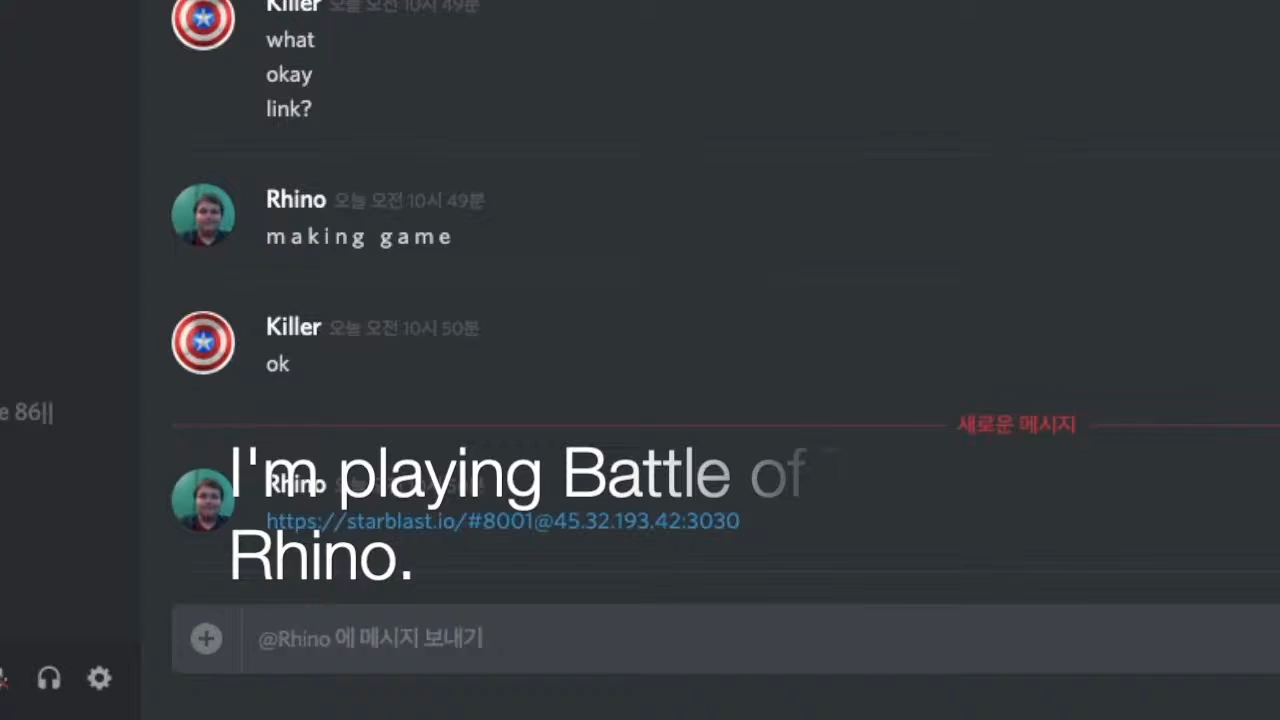 Killer 오늘 오전 10시 49분
what
okay
link?
Rhino 오늘 오전 10시 49분
making game
Killer 오늘 오전 10시 50분
ok
e 86||
새로운 메시지
I'm playing Battle of
Rhino
https://starblast.io/#8001@45.32.193.42:3030
Rhino.
@Rhino 에 메시지 보내기